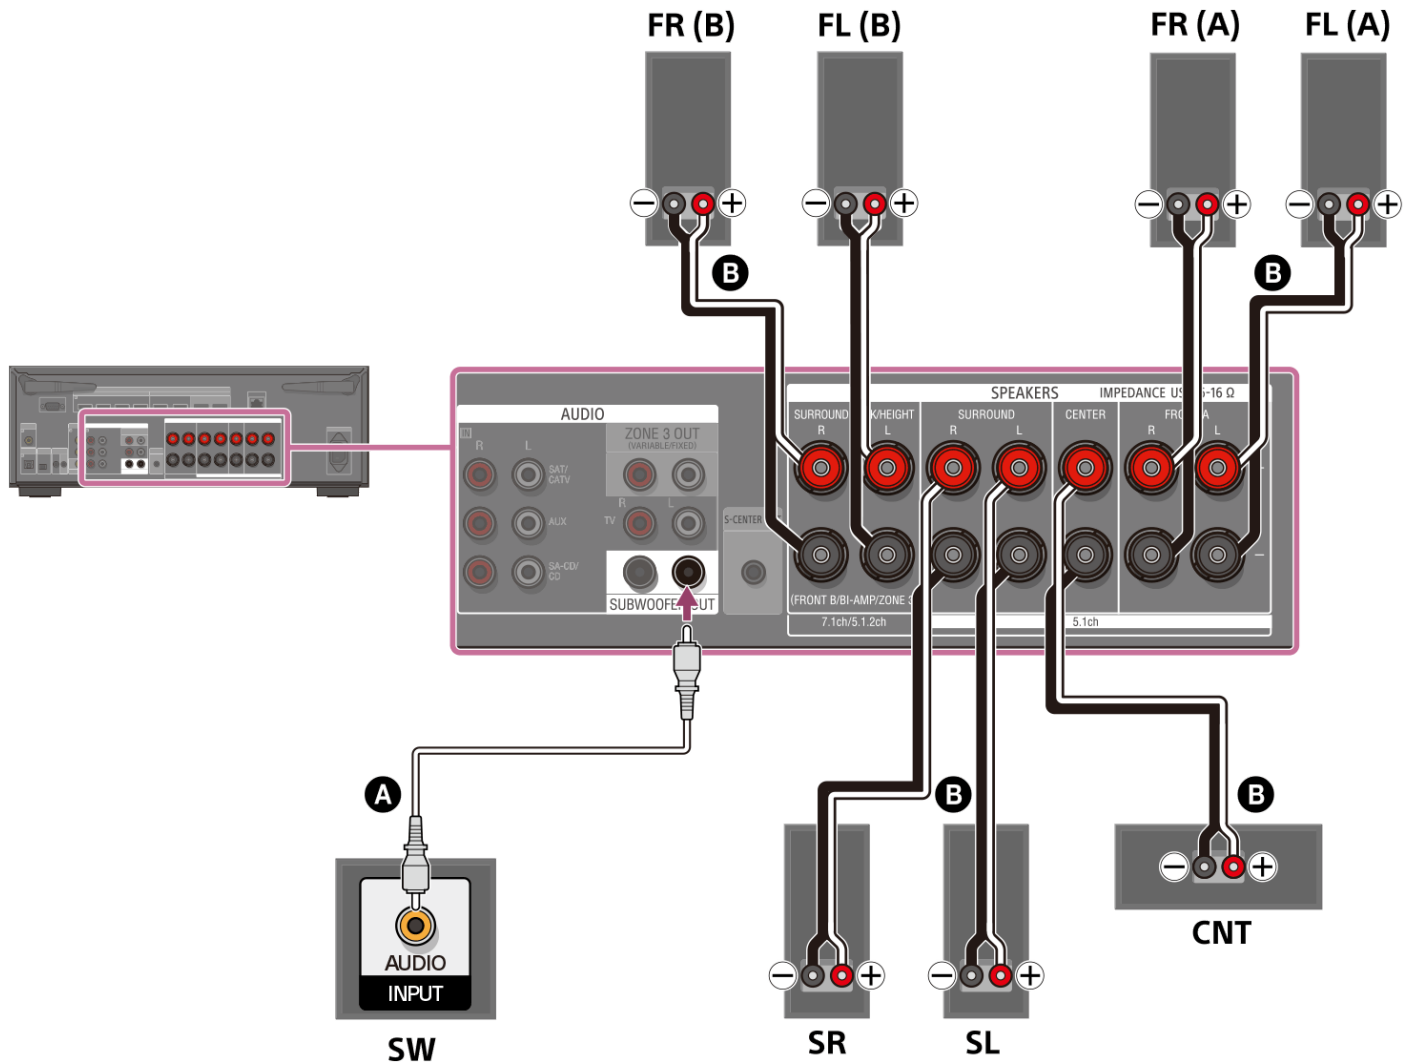 FR (B)
FL (B)
FR (A)
FL (A)
− +
− +
− +
− +
B
B
SPEAKERS
IMPEDANCE US
-16 Ω
AUDIO
SURROUND
K/HEIGHT
SURROUND
CENTER
FRO
A
R L
R L
R L
IN
R L
ZONE 3 OUT
(VARIABLE/FIXED)
SAT/
CATV
R L
TV
AUX
S-CENTER
SA-CD/
CD
−
SUBWOOFER OUT
(FRONT B/BI-AMP/ZONE
7.1ch/5.1.2ch
5.1ch
A
B
B
− +
CNT
AUDIO
INPUT
− +
− +
SW
SR
SL